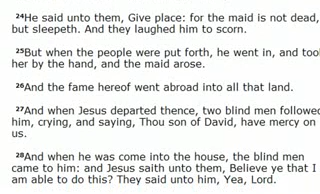 24He said unto them, Give place: for the maid is not dead,
but sleepeth. And they laughed him to scorn.
25But when the people were put forth, he went in, and too
her by the hand, and the maid arose.
26And the fame hereof went abroad into all that land.
27And when Jesus departed thence, two blind men followe
him, crying, and saying, Thou son of David, have mercy on
us.
28And when he was come into the house, the blind men
came to him: and Jesus saith unto them, Believe ye that I
am able to do this? They said unto him, Yea, Lord.